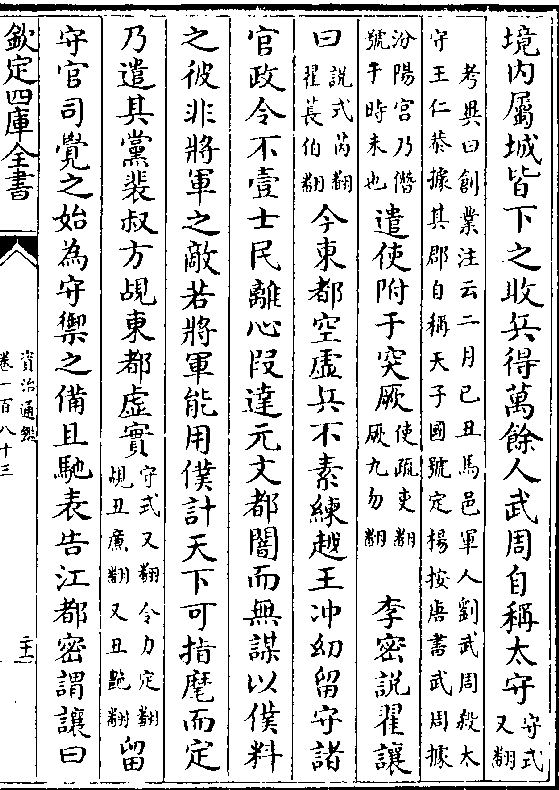 境内屬城皆下之收兵得萬餘人武周自稱太守守式又翻
考異曰創業注云二月已丑馬邑軍人劉武周殺太
守王仁恭據其郡自稱天子國號定楊按唐書武周據
汾陽宫乃僭
號于時未也
遣使附于突厥使疏吏翻厥九勿翻
李密說翟讓
曰說式芮翻翟萇伯翻今東都空虚兵不素練越王冲幼留守諸
官政令不壹士民離心段達元文都闇而無謀以僕料
之彼非將軍之敵若將軍能用僕計天下可指麾而定
乃遣其黨裴叔方覘東都虚實守式又翻令力定翻覘丑廉翻又丑艶翻留
守官司覺之始為守禦之備且馳表告江都密謂讓曰
欽定四庫全書
資治通鑑
卷一百八十三
二十一